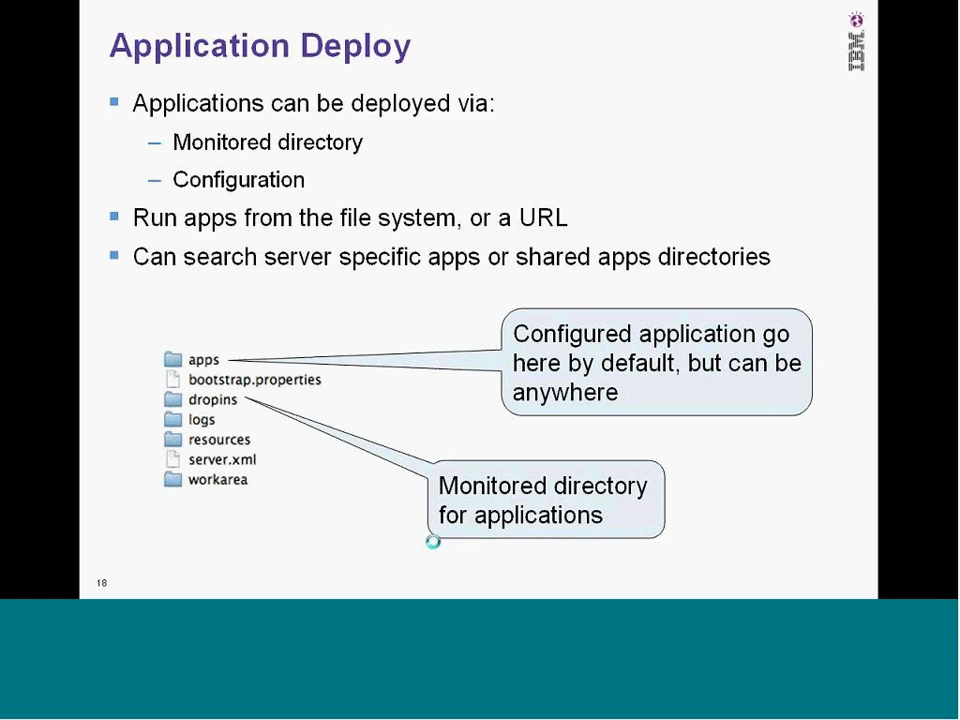 Application Deploy
IBM
Applications can be deployed via:
– Monitored directory
– Configuration
Run apps from the file system, or a URL
Can search server specific apps or shared apps directories
Configured application go
here by default, but can be
anywhere
apps
bootstrap.properties
dropins
logs
resources
server.xml
workarea
Monitored directory
for applications
18